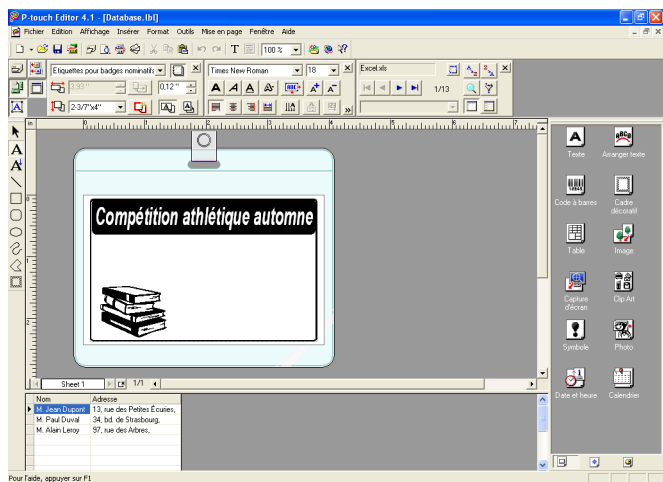 P-touch Editor 4.1 - [Database.lbl]
Fichier Edition Affichage Insérer Format Outils Mise en page Fenêtre Aide
100 %
Etiquettes pour badges nominatifs
Times New Roman
18
Excel.xls
3.93"
0.12"
1/13
2-3/7"x4"
Compétition athlétique automne
Texte
Arranger texte
Code à barres
Cadre décoratif
Table
Image
Capture d'écran
Clip Art
Symbole
Photo
Date et heure
Calendrier
Sheet 1
1/1
Nom Adresse
M. Jean Dupont 13, rue des Petites Écuries,
M. Paul Duval 34, bd. de Strasbourg,
M. Alain Leroy 97, rue des Arbres,
Pour l'aide, appuyer sur F1